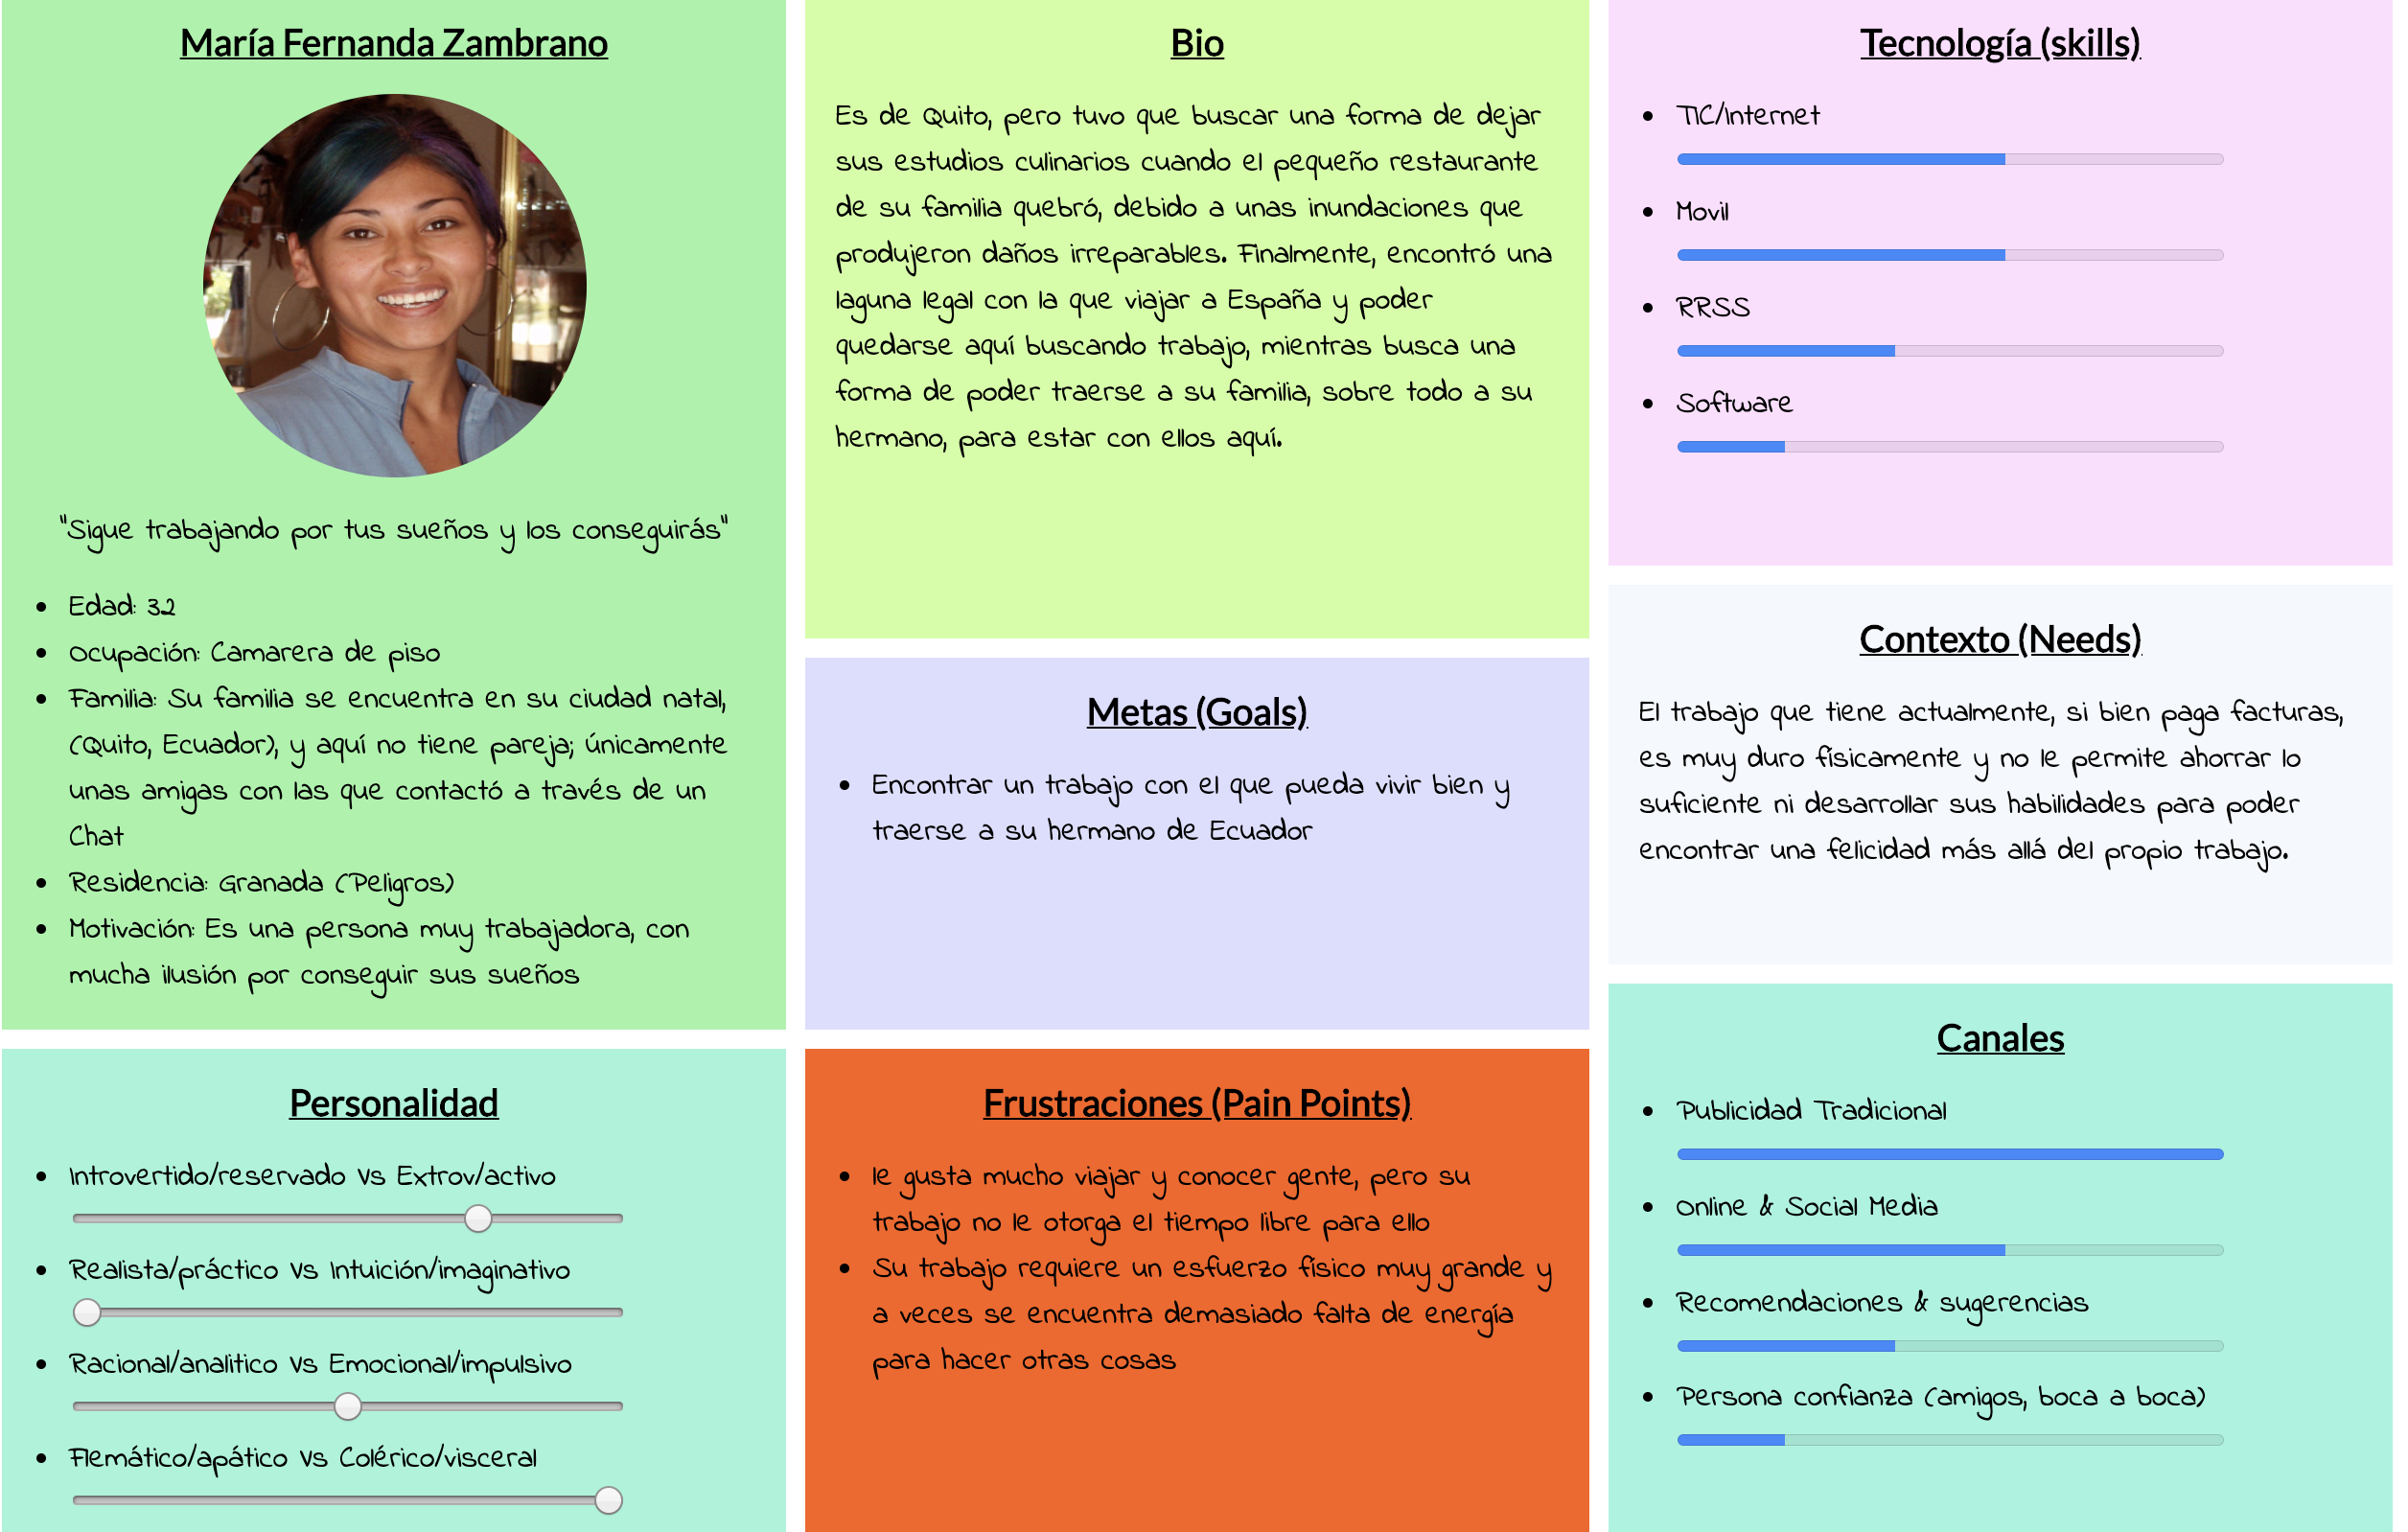 María Fernanda Zambrano
"Sigue trabajando por tus sueños y los conseguirás"
Edad: 32
Ocupación: Camarera de piso
Familia: Su familia se encuentra en su ciudad natal,
(Quito, Ecuador), y aquí no tiene pareja; únicamente
unas amigas con las que contactó a través de un
Chat
Residencia: Granada (Peligros)
Motivación: Es una persona muy trabajadora, con
mucha ilusión por conseguir sus sueños
Personalidad
Introvertido/reservado Vs Extrov/activo
Realista/práctico Vs Intuición/imaginativo
Racional/analitico Vs Emocional/impulsivo
Flemático/apático Vs Colérico/visceral
Bio
Es de Quito, pero tuvo que buscar una forma de dejar
sus estudios culinarios cuando el pequeño restaurante
de su familia quebró, debido a unas inundaciones que
produjeron daños irreparables. Finalmente, encontró una
laguna legal con la que viajar a España y poder
quedarse aquí buscando trabajo, mientras busca una
forma de poder traerse a su familia, sobre todo a su
hermano, para estar con ellos aquí.
Metas (Goals)
Encontrar un trabajo con el que pueda vivir bien y
traerse a su hermano de Ecuador
Frustraciones (Pain Points)
le gusta mucho viajar y conocer gente, pero su
trabajo no le otorga el tiempo libre para ello
Su trabajo requiere un esfuerzo físico muy grande y
a veces se encuentra demasiado falta de energía
para hacer otras cosas
Tecnología (skills)
TIC/Internet
Movil
RRSS
Software
Contexto (Needs)
El trabajo que tiene actualmente, si bien paga facturas,
es muy duro físicamente y no le permite ahorrar lo
suficiente ni desarrollar sus habilidades para poder
encontrar una felicidad más allá del propio trabajo.
Canales
Publicidad Tradicional
Online & Social Media
Recomendaciones & sugerencias
Persona confianza (amigos, boca a boca)